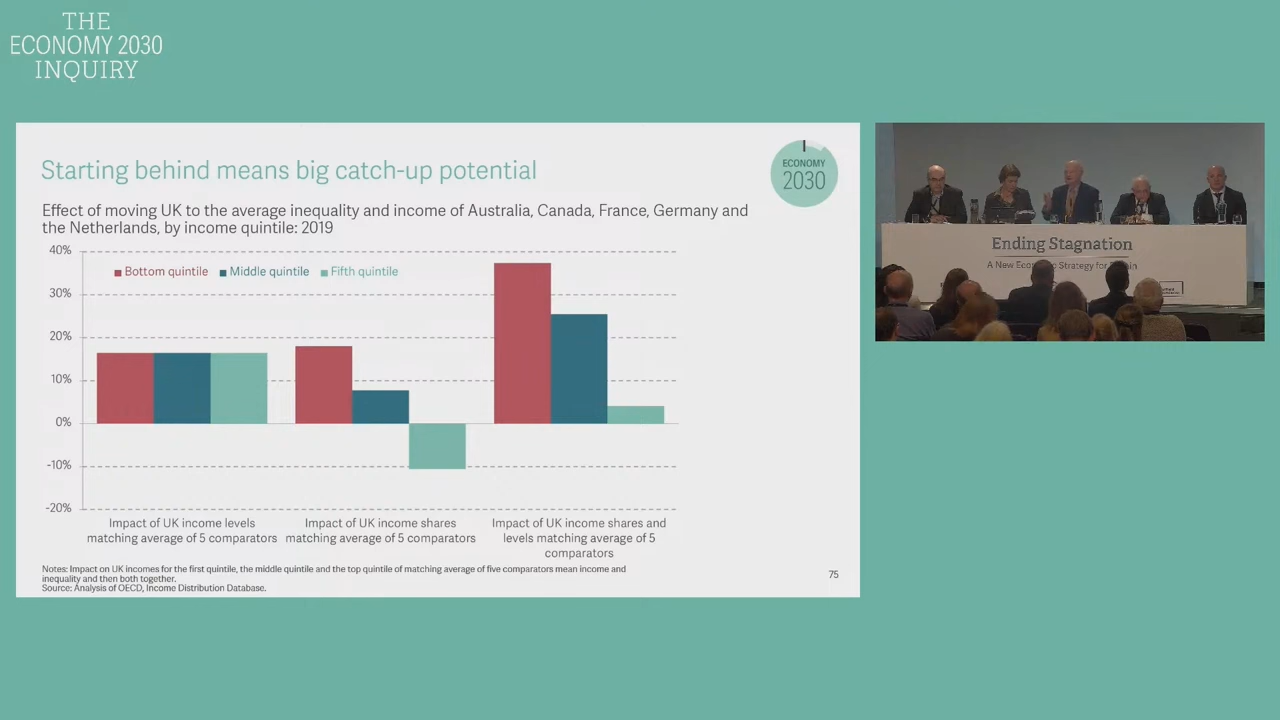 THE
ECONOMY 2030
INQUIRY
Starting behind means big catch-up potential
ECONOMY
2030
Effect of moving UK to the average inequality and income of Australia, Canada, France, Germany and
the Netherlands, by income quintile: 2019
40%
Bottom quintile Middle quintile Fifth quintile
30%
20%
10%
0%
-10%
-20%
Impact of UK income levels
matching average of 5 comparators
Impact of UK income shares
matching average of 5 comparators
Impact of UK income shares and
levels matching average of 5
comparators
Notes: Impact on UK incomes for the first quintile, the middle quintile and the top quintile of matching average of five comparators mean income and
inequality and then both together.
Source: Analysis of OECD, Income Distribution Database.
75
Ending Stagnation
A New Strategy for